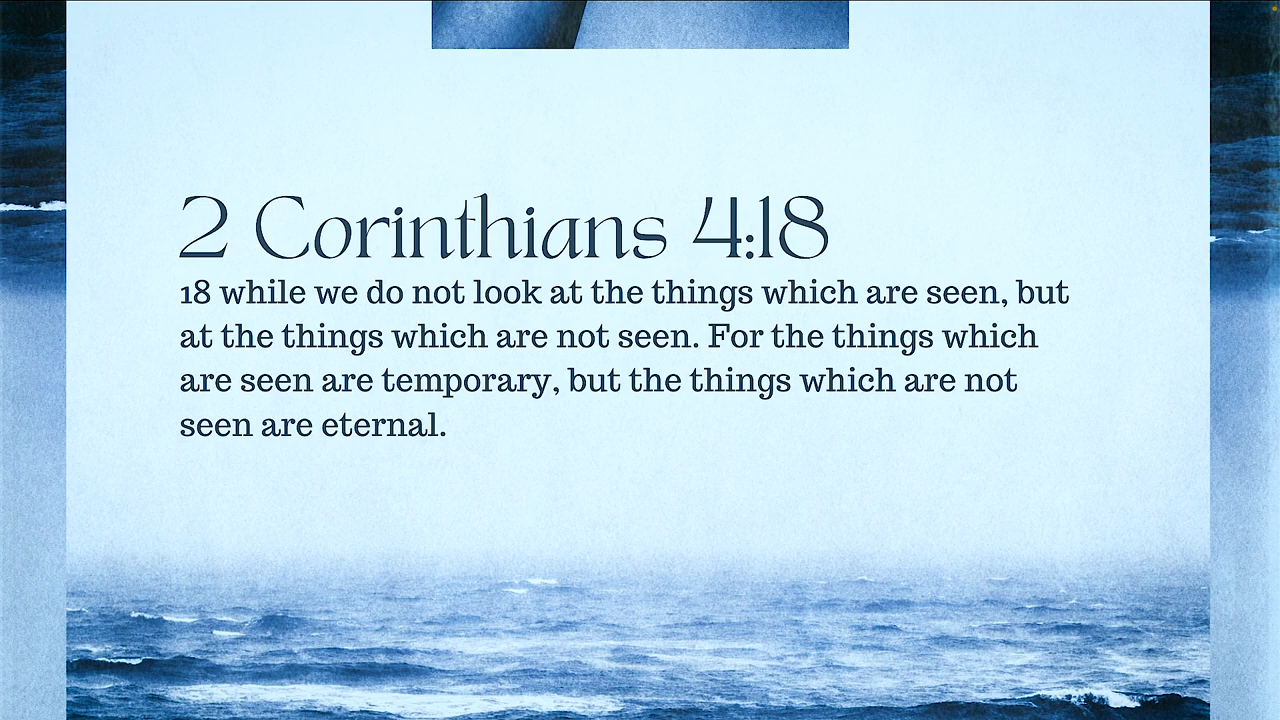 2 Corinthians 4:18
18 while we do not look at the things which are seen, but
at the things which are not seen. For the things which
are seen are temporary, but the things which are not
seen are eternal.